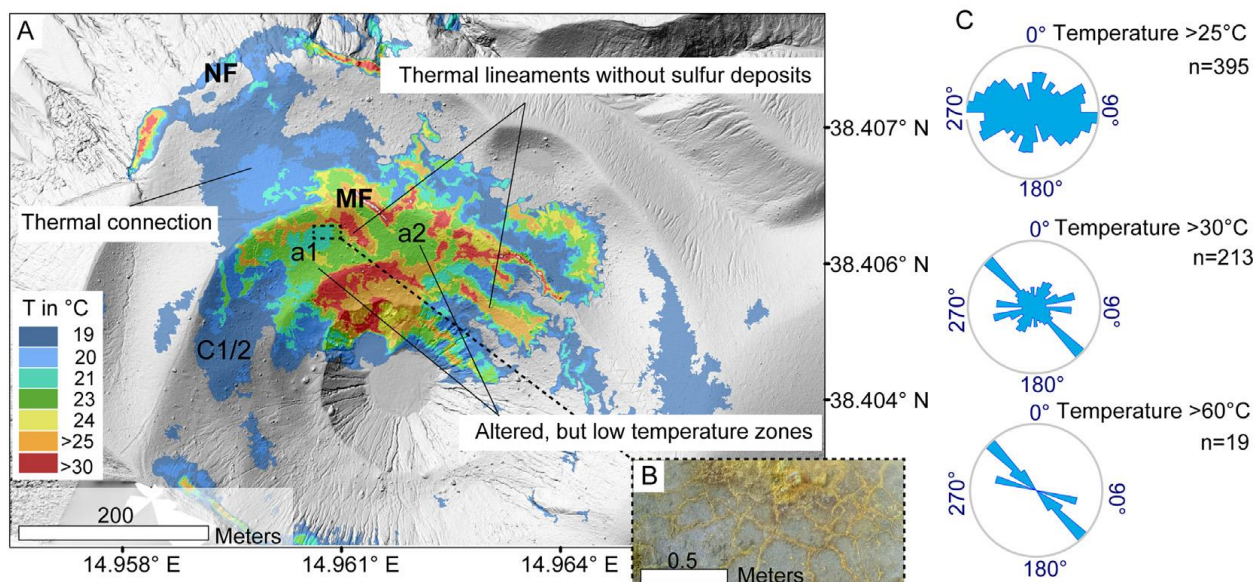 A
NF
Thermal lineaments without sulfur deposits
Thermal connection
MF
a1
a2
C1/2
T in °C
19
20
21
23
24
>25
>30
Altered, but low temperature zones
200
Meters
14.958° E
14.961° E
14.964° E
38.407° N
38.406° N
38.404° N
B
0.5
Meters
C
0° Temperature >25°C
n=395
270°
90°
180°
Temperature >30°C
0°
n=213
270°
90°
180°
Temperature >60°C
0°
n=19
270°
90°
180°